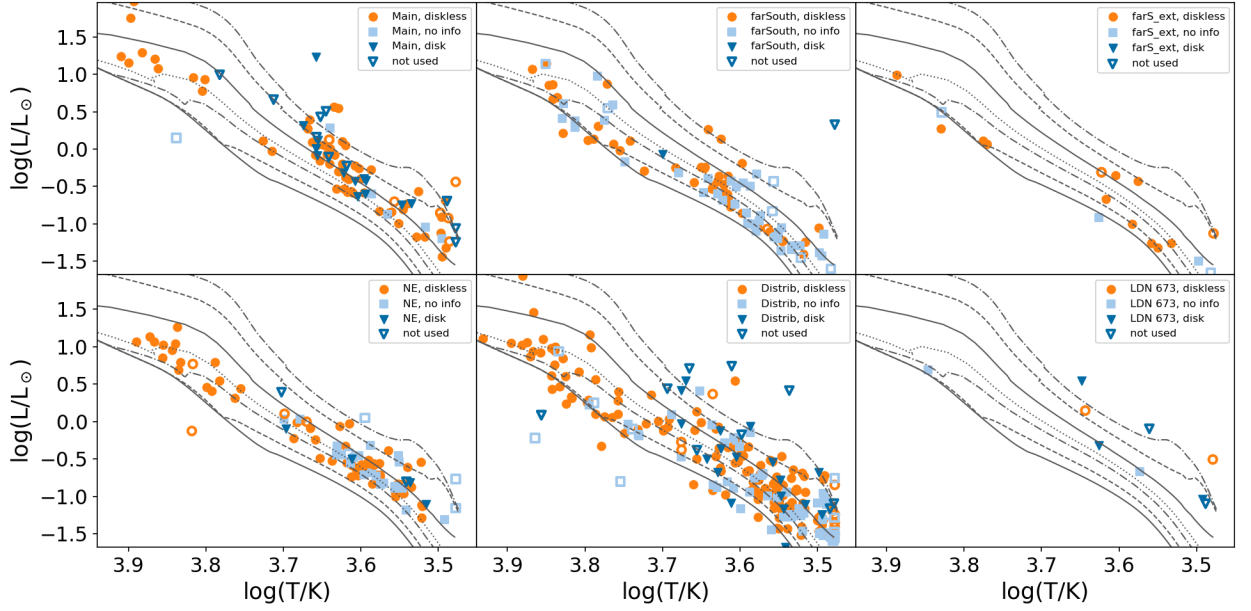 Main, diskless
Main, no info
Main, disk
not used
farSouth, diskless
farSouth, no info
farSouth, disk
not used
farS_ext, diskless
farS_ext, no info
farS_ext, disk
not used
log(L/L⊙)
1.5
1.0
0.5
0.0
−0.5
−1.0
−1.5
NE, diskless
NE, no info
NE, disk
not used
Distrib, diskless
Distrib, no info
Distrib, disk
not used
LDN 673, diskless
LDN 673, no info
LDN 673, disk
not used
log(L/L⊙)
1.5
1.0
0.5
0.0
−0.5
−1.0
−1.5
3.9 3.8 3.7 3.6 3.5
3.9 3.8 3.7 3.6 3.5
3.9 3.8 3.7 3.6 3.5
log(T/K)
log(T/K)
log(T/K)